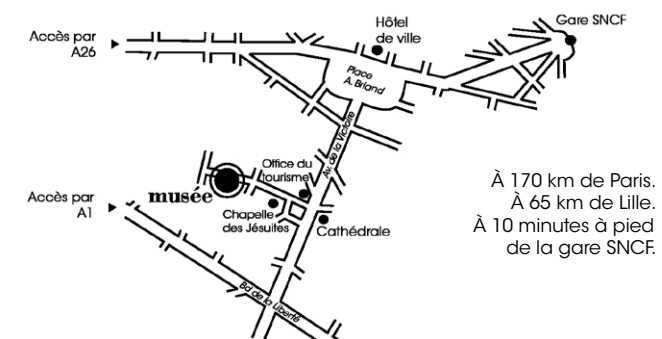 Hôtel
de ville
Gare SNCF
Accès par
A26
Place
A. Briand
Av. de la Victoire
Office du
tourisme
musée
Accès par
A1
Chapelle
des Jésuites
Cathédrale
Bd de la Liberté
À 170 km de Paris.
À 65 km de Lille.
À 10 minutes à pied
de la gare SNCF.